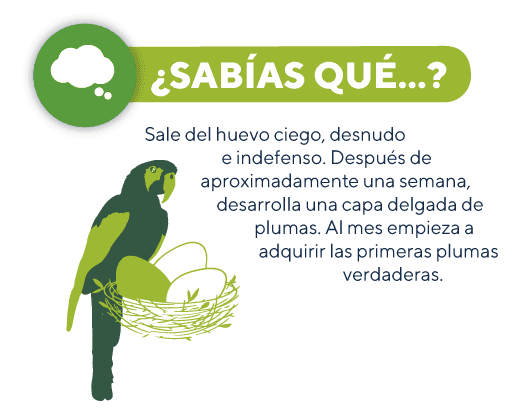 ¿SABÍAS QUÉ...?
Sale del huevo ciego, desnudo
e indefenso. Después de
aproximadamente una semana,
desarrolla una capa delgada de
plumas. Al mes empieza a
adquirir las primeras plumas
verdaderas.